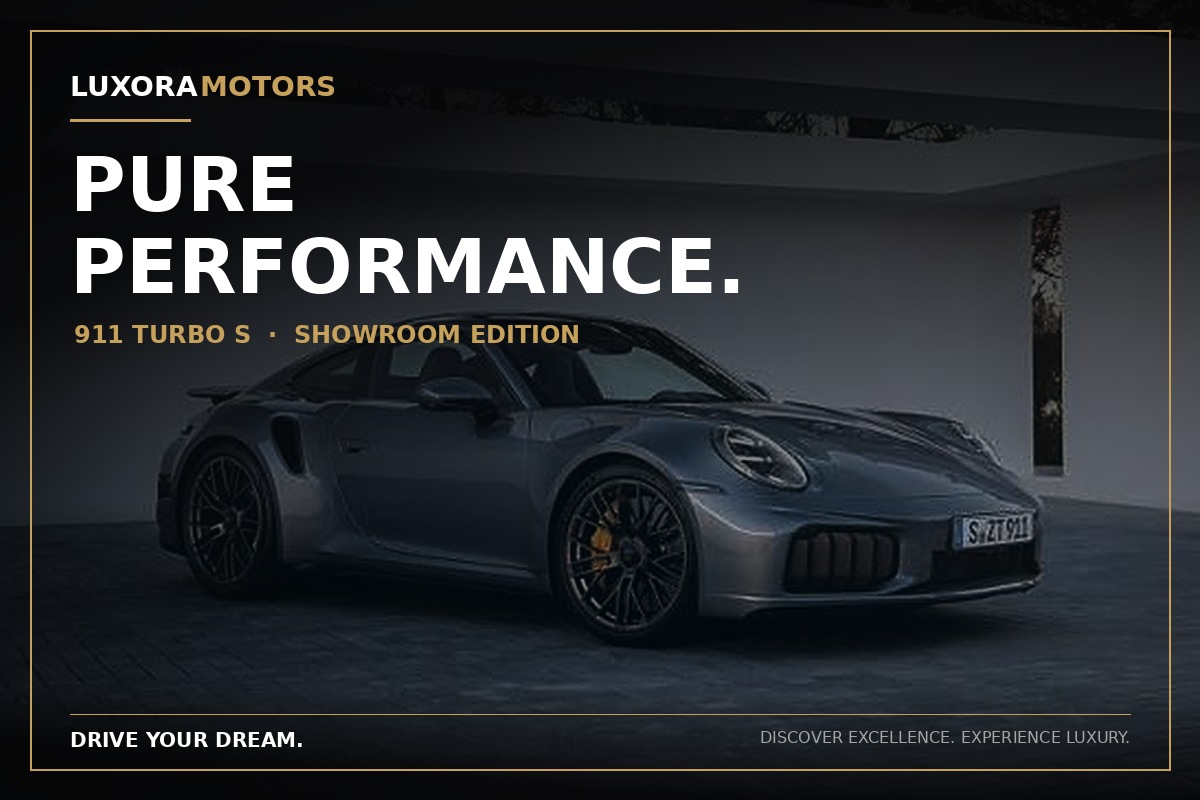 LUXORAMOTORS
PURE
PERFORMANCE.
911 TURBO S · SHOWROOM EDITION
S ZT 911
DRIVE YOUR DREAM.
DISCOVER EXCELLENCE. EXPERIENCE LUXURY.